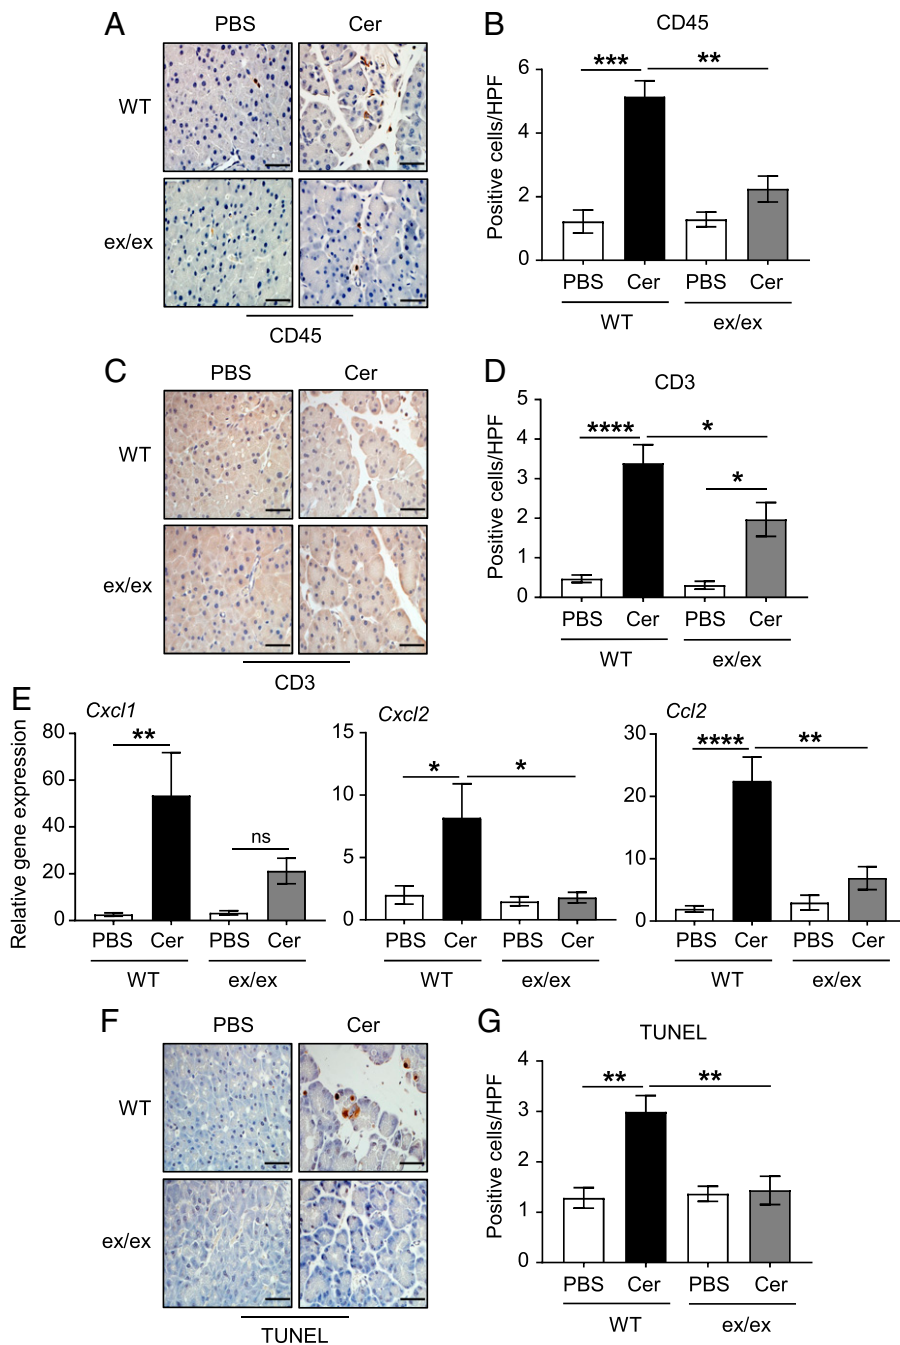 A
PBS Cer
WT
ex/ex
CD45
B
CD45
Positive cells/HPF
6
4
2
0
*** **
PBS Cer PBS Cer
WT ex/ex
C
PBS Cer
WT
ex/ex
CD3
D
CD3
Positive cells/HPF
5
4
3
2
1
0
**** *
*
PBS Cer PBS Cer
WT ex/ex
E
Relative gene expression
Cxcl1
80
60
40
20
0
**
ns
PBS Cer PBS Cer
WT ex/ex
Cxcl2
15
10
5
0
* *
PBS Cer PBS Cer
WT ex/ex
Ccl2
30
20
10
0
**** **
PBS Cer PBS Cer
WT ex/ex
F
PBS Cer
WT
ex/ex
TUNEL
G
TUNEL
Positive cells/HPF
4
3
2
1
0
** **
PBS Cer PBS Cer
WT ex/ex